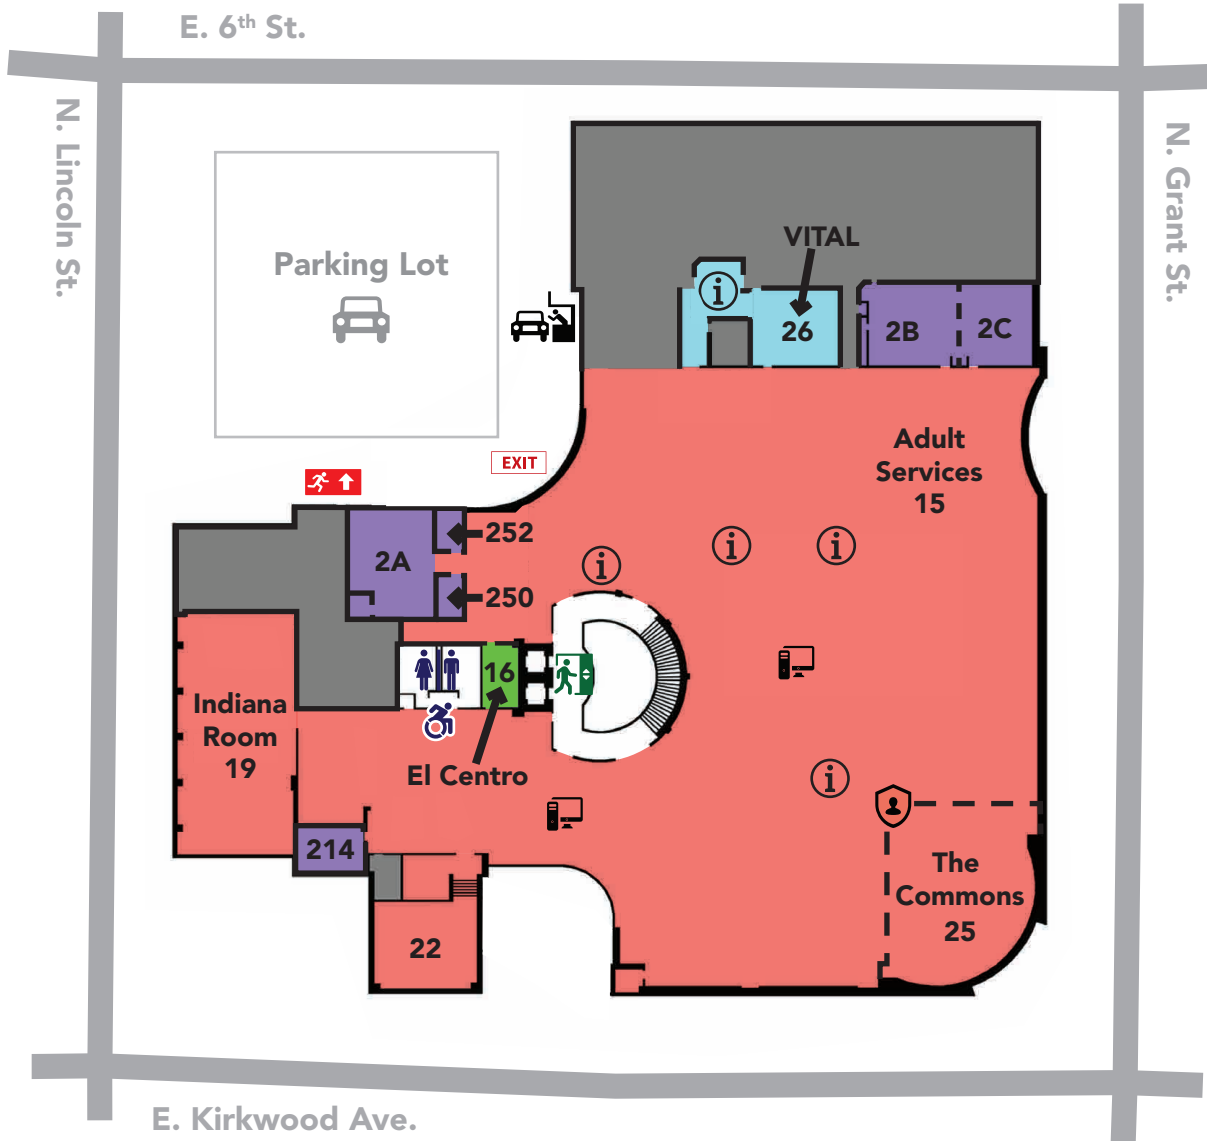 E. 6th St.
N. Lincoln St.
N. Grant St.
Parking Lot
VITAL
26
2B
2C
Adult
Services
15
EXIT
252
2A
250
16
Indiana
Room
19
El Centro
214
The
Commons
25
22
E. Kirkwood Ave.